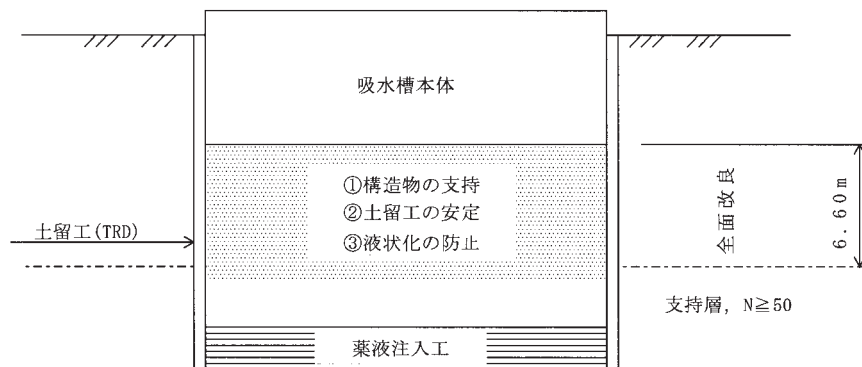 吸水槽本体
①構造物の支持
②土留工の安定
③液状化の防止
土留工(TRD)
全面改良
6.60m
支持層, N≧50
薬液注入工